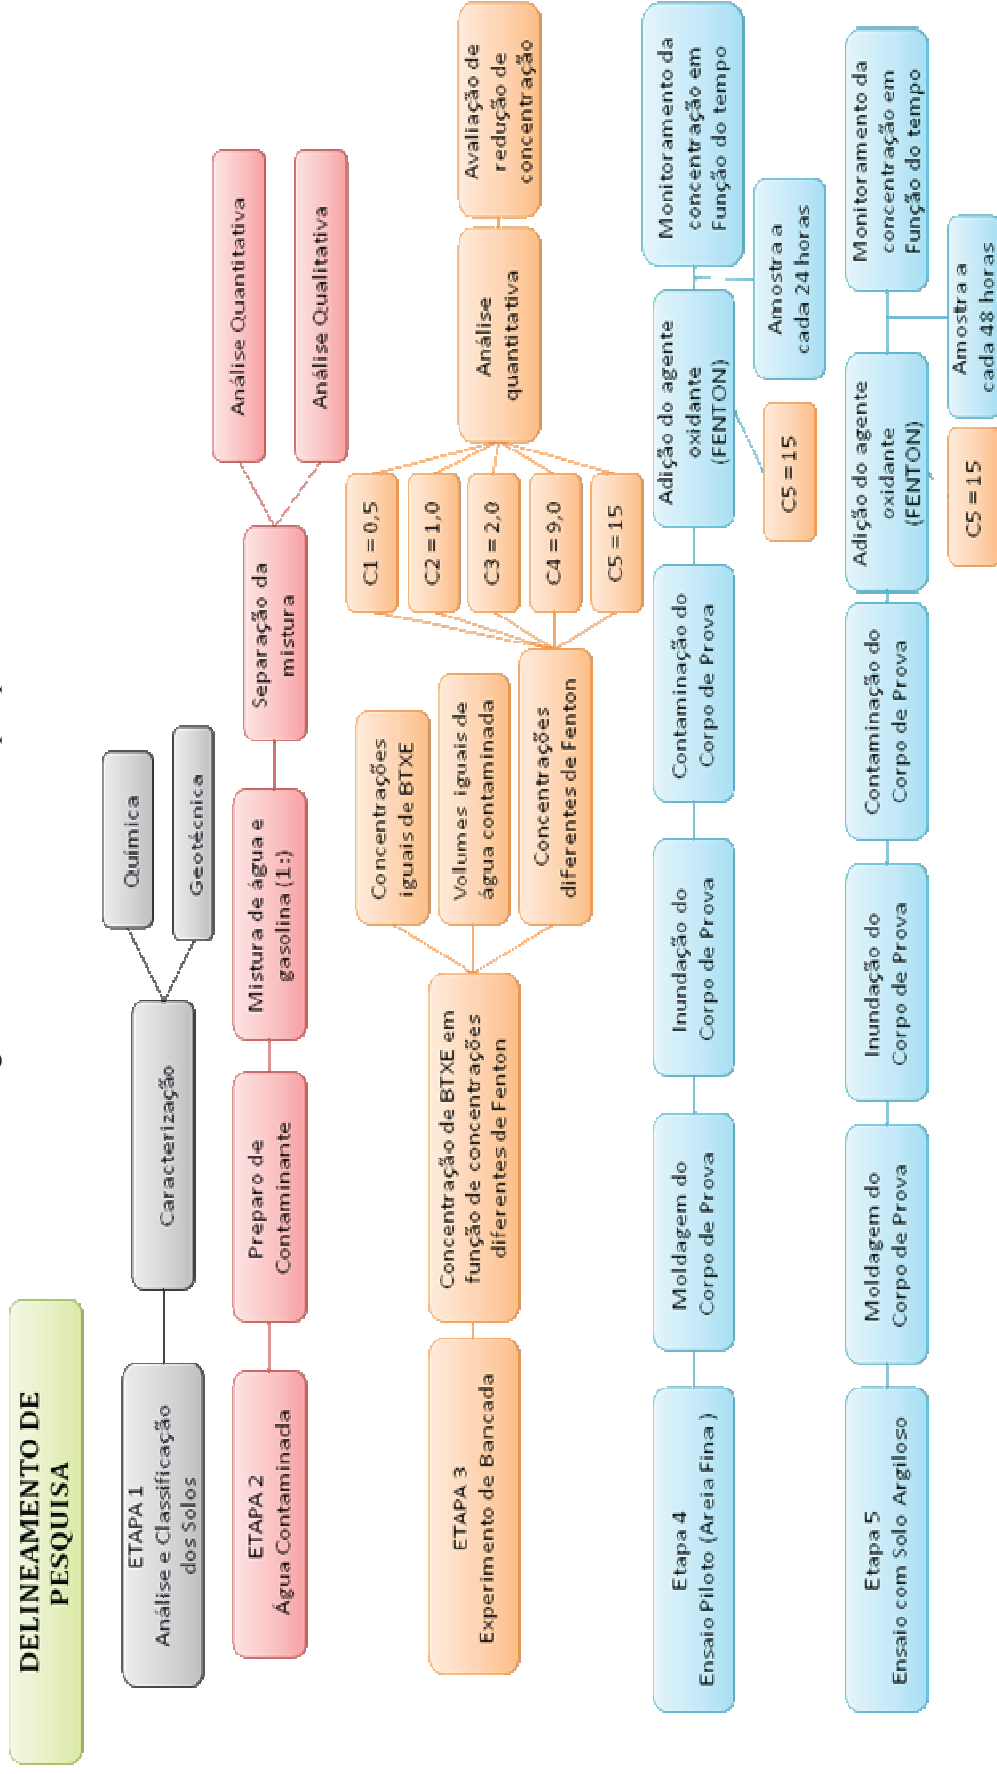 DELINEAMENTO DE
PESQUISA
ETAPA 1
Análise e Classificação
dos Solos
Caracterização
Química
Geotécnica
ETAPA 2
Água Contaminada
Preparo de
Contaminante
Mistura de água e
gasolina (1:)
Separação da
mistura
Análise Quantitativa
Análise Qualitativa
ETAPA 3
Experimento de Bancada
Concentração de BTXE em
função de concentrações
diferentes de Fenton
Concentrações
iguais de BTXE
Volumes iguais de
água contaminada
Concentrações
diferentes de Fenton
C1 = 0,5
C2 = 1,0
C3 = 2,0
C4 = 9,0
C5 = 15
Análise
quantitativa
Avaliação de
redução de
concentração
Etapa 4
Ensaio Piloto (Areia Fina)
Moldagem do
Corpo de Prova
Inundação do
Corpo de Prova
Contaminação do
Corpo de Prova
Adição do agente
oxidante
(FENTON)
C5 = 15
Amostra a
cada 24 horas
Monitoramento da
concentração em
Função do tempo
Etapa 5
Ensaio com Solo Argiloso
Moldagem do
Corpo de Prova
Inundação do
Corpo de Prova
Contaminação do
Corpo de Prova
Adição do agente
oxidante
(FENTON)
C5 = 15
Amostra a
cada 48 horas
Monitoramento da
concentração em
Função do tempo